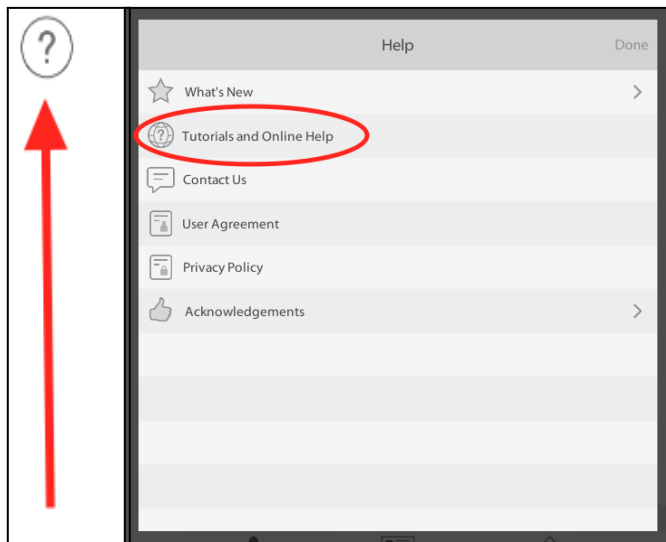 ?
Help
Done
What's New
Tutorials and Online Help
Contact Us
User Agreement
Privacy Policy
Acknowledgements